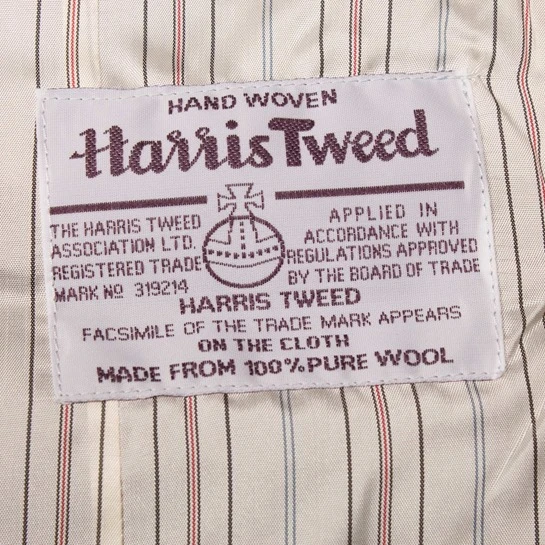 HAND WOVEN
Harris Tweed
THE HARRIS TWEED
ASSOCIATION LTD.
REGISTERED TRADE
MARK No 319214
APPLIED IN
ACCORDANCE WITH
REGULATIONS APPROVED
BY THE BOARD OF TRADE
HARRIS TWEED
FACSIMILE OF THE TRADE MARK APPEARS
ON THE CLOTH
MADE FROM 100% PURE WOOL